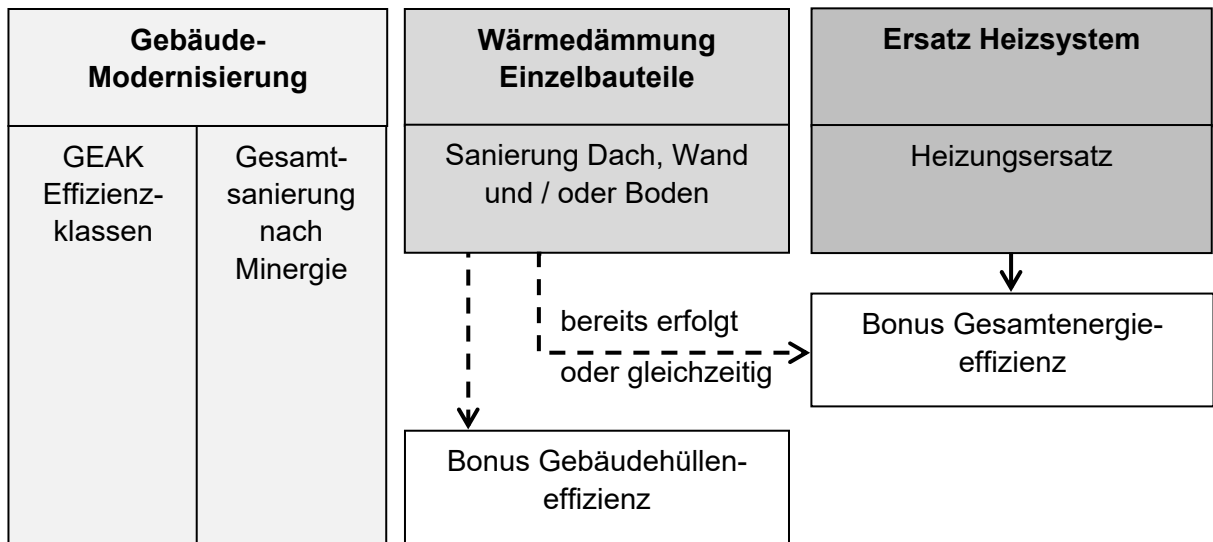 Gebäude-
Modernisierung
Wärmedämmung
Einzelbauteile
Ersatz Heizsystem
GEAK
Effizienz-
klassen
Gesamt-
sanierung
nach
Minergie
Sanierung Dach, Wand
und / oder Boden
Heizungsersatz
bereits erfolgt
oder gleichzeitig
Bonus Gesamtenergie-
effizienz
Bonus Gebäudehüllen-
effizienz